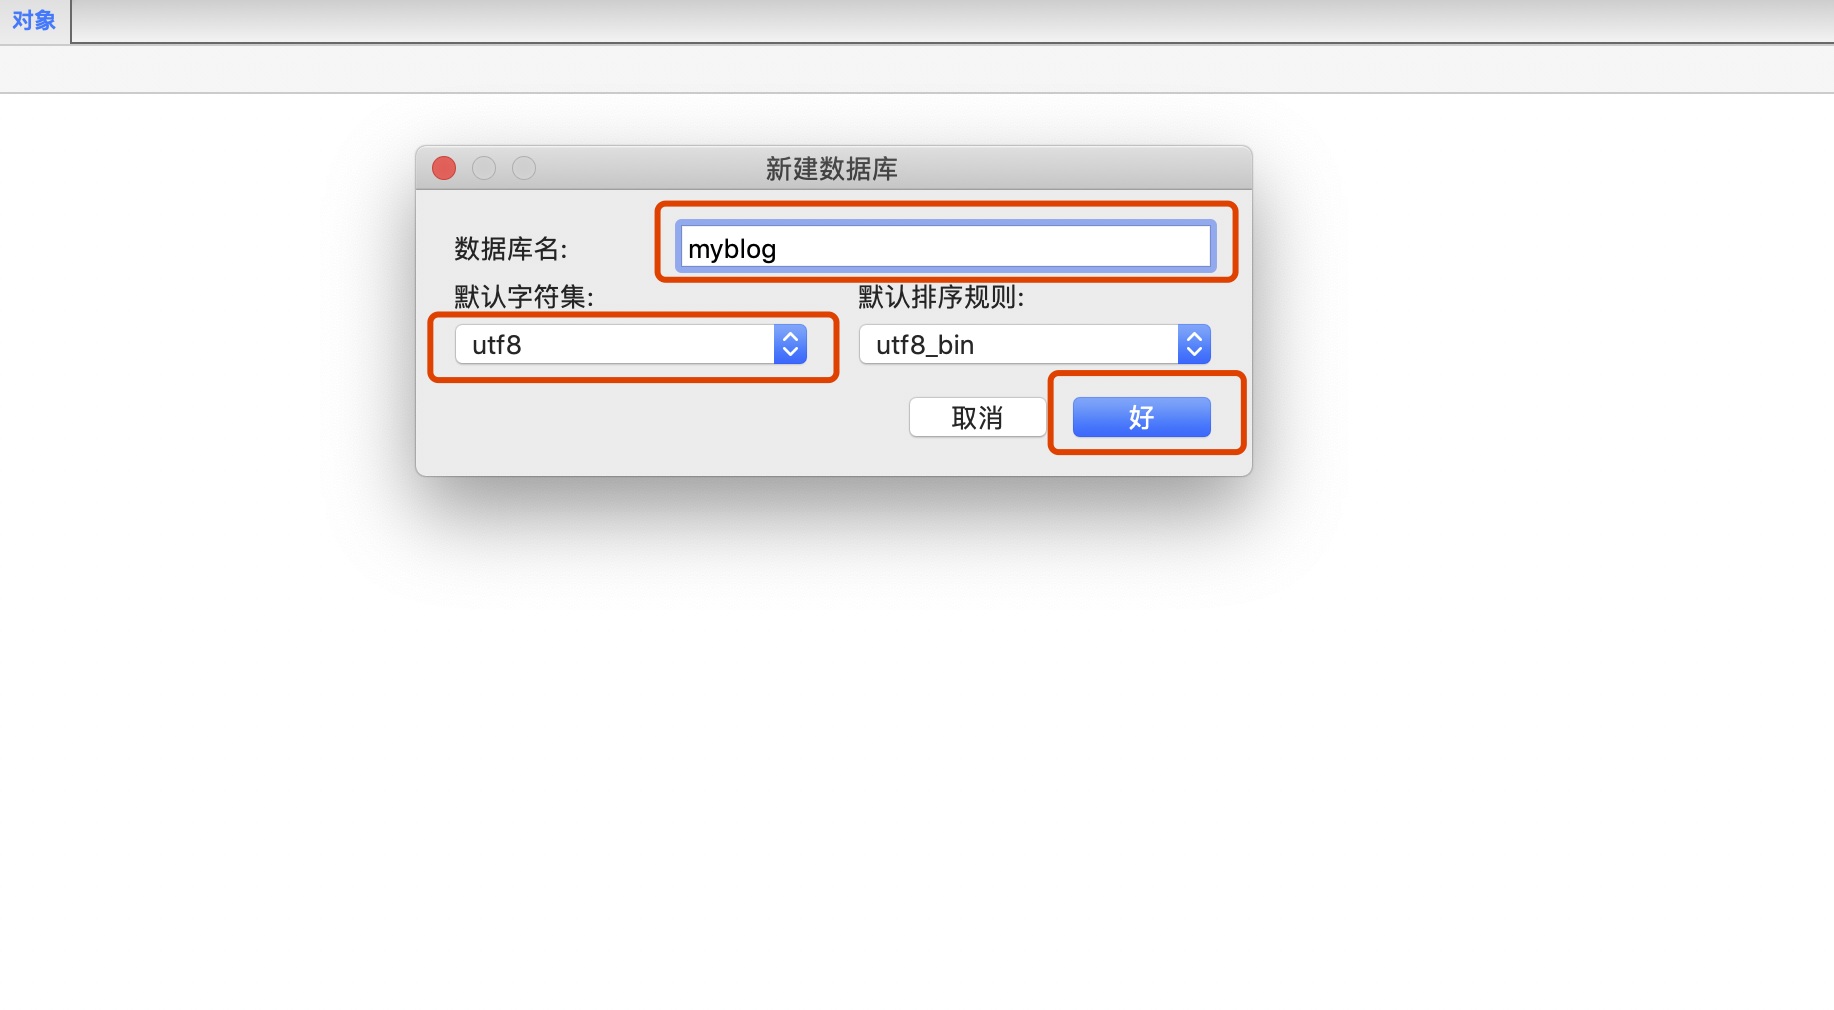 对象
新建数据库
数据库名: myblog
默认字符集: 默认排序规则:
utf8 utf8_bin
取消 好